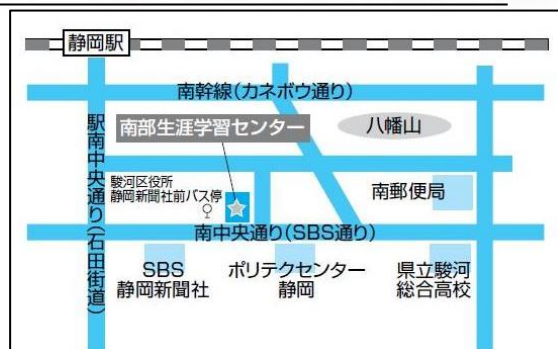 静岡駅
南幹線(カネボウ通り)
南部生涯学習センター
八幡山
駅南中央通り(石田街道)
駿河区役所
静岡新聞社前バス停
南郵便局
南中央通り(SBS通り)
SBS
静岡新聞社
ポリテクセンター
静岡
県立駿河
総合高校